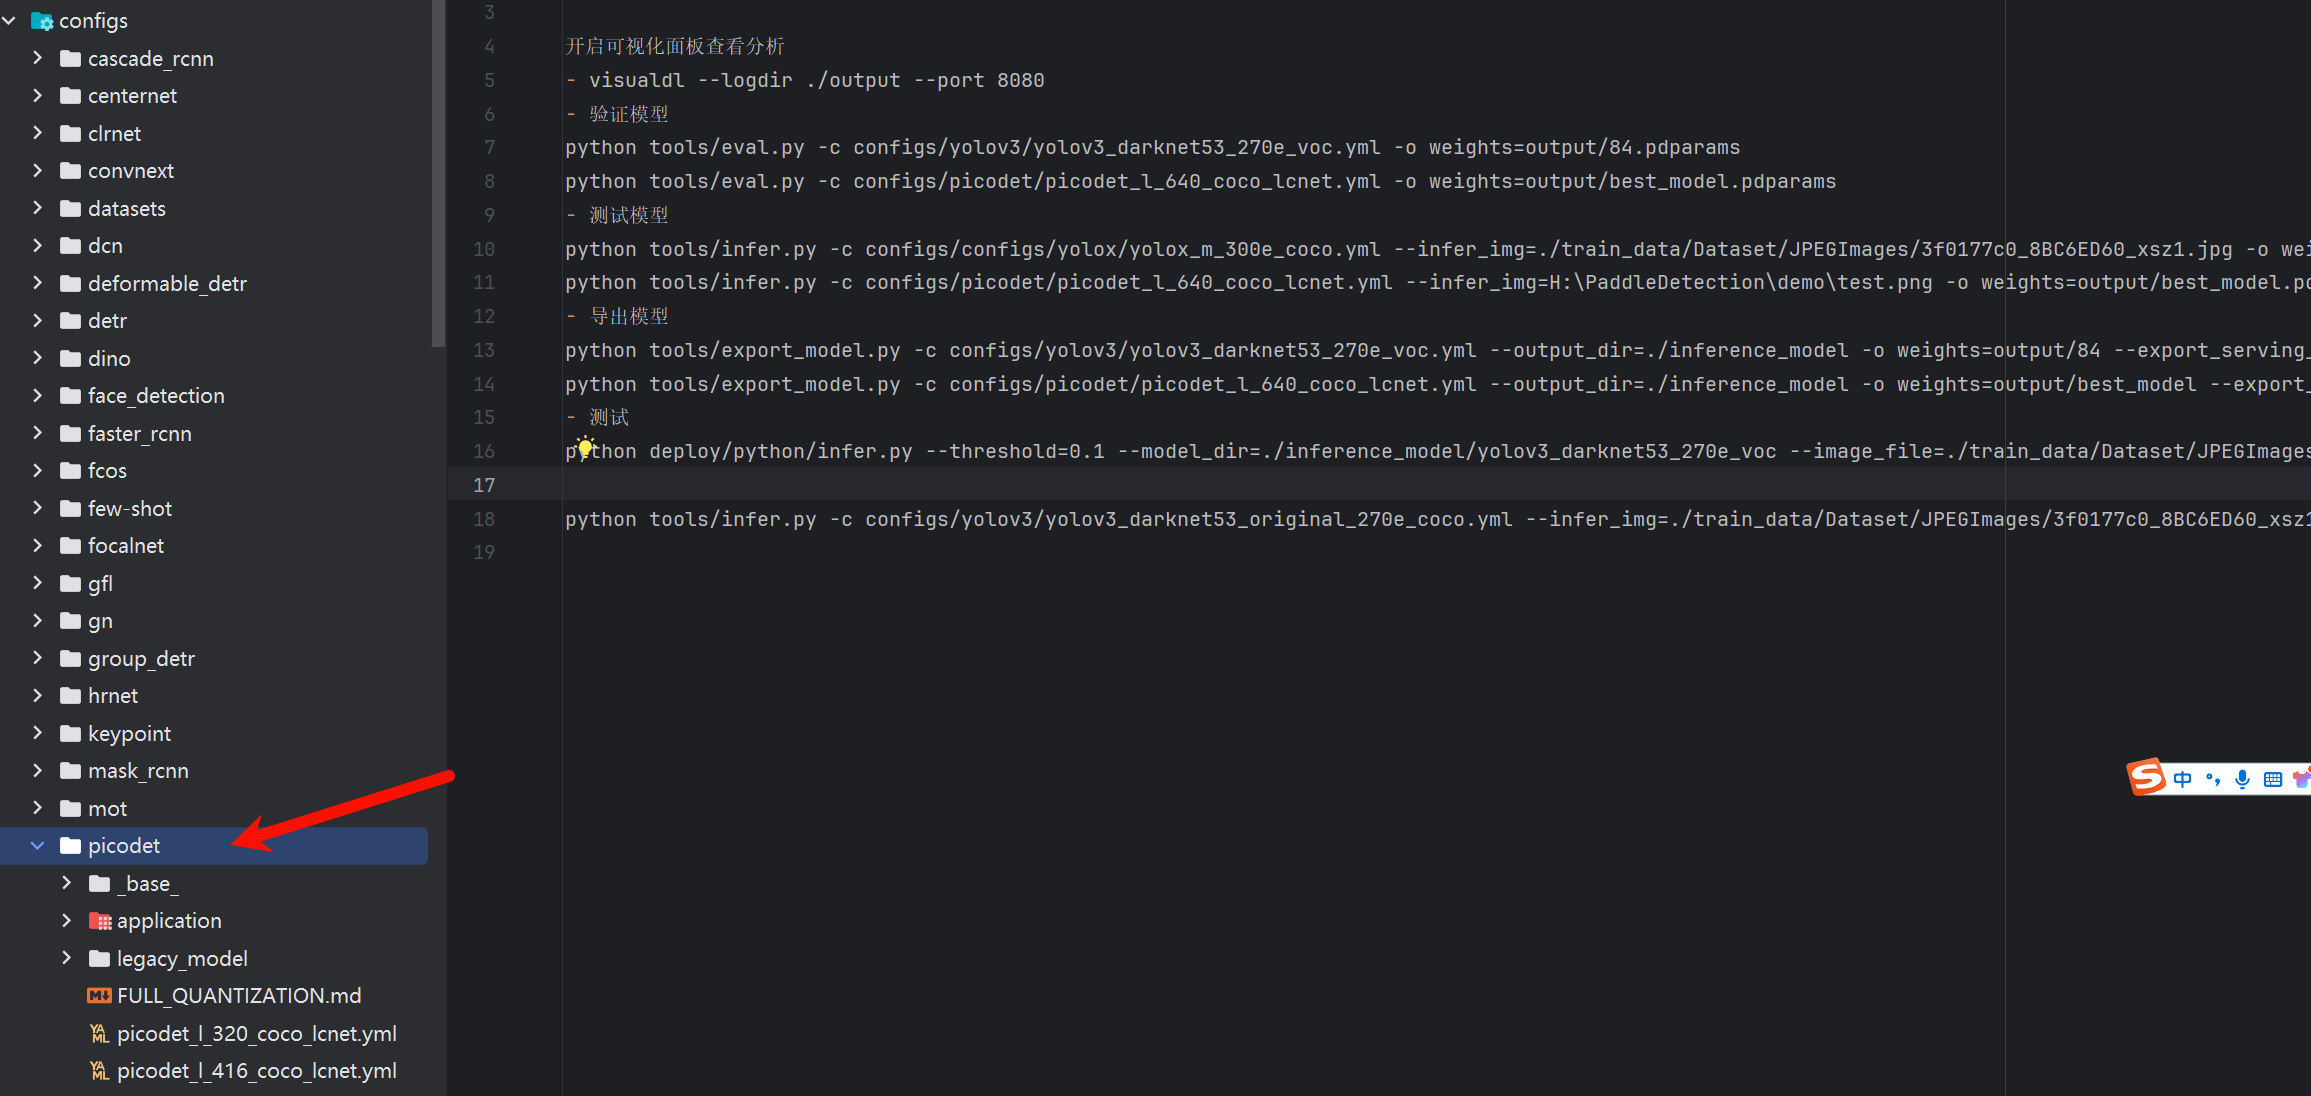 configs
cascade_rcnn
centernet
clrnet
convnext
datasets
dcn
deformable_detr
detr
dino
face_detection
faster_rcnn
fcos
few-shot
focalnet
gfl
gn
group_detr
hrnet
keypoint
mask_rcnn
mot
picodet
_base_
application
legacy_model
FULL_QUANTIZATION.md
picodet_l_320_coco_lcnet.yml
picodet_l_416_coco_lcnet.yml
3
4 开启可视化面板查看分析
5 - visualdl --logdir ./output --port 8080
6 - 验证模型
7 python tools/eval.py -c configs/yolov3/yolov3_darknet53_270e_voc.yml -o weights=output/84.pdparams
8 python tools/eval.py -c configs/picodet/picodet_l_640_coco_lcnet.yml -o weights=output/best_model.pdparams
9 - 测试模型
10 python tools/infer.py -c configs/configs/yolox/yolox_m_300e_coco.yml --infer_img=./train_data/Dataset/JPEGImages/3f0177c0_8BC6ED60_xsz1.jpg -o wei
11 python tools/infer.py -c configs/picodet/picodet_l_640_coco_lcnet.yml --infer_img=H:\PaddleDetection\demo\test.png -o weights=output/best_model.pd
12 - 导出模型
13 python tools/export_model.py -c configs/yolov3/yolov3_darknet53_270e_voc.yml --output_dir=./inference_model -o weights=output/84 --export_serving_
14 python tools/export_model.py -c configs/picodet/picodet_l_640_coco_lcnet.yml --output_dir=./inference_model -o weights=output/best_model --export_
15 - 测试
16 python deploy/python/infer.py --threshold=0.1 --model_dir=./inference_model/yolov3_darknet53_270e_voc --image_file=./train_data/Dataset/JPEGImages
17
18 python tools/infer.py -c configs/yolov3/yolov3_darknet53_original_270e_coco.yml --infer_img=./train_data/Dataset/JPEGImages/3f0177c0_8BC6ED60_xsz1
19
中